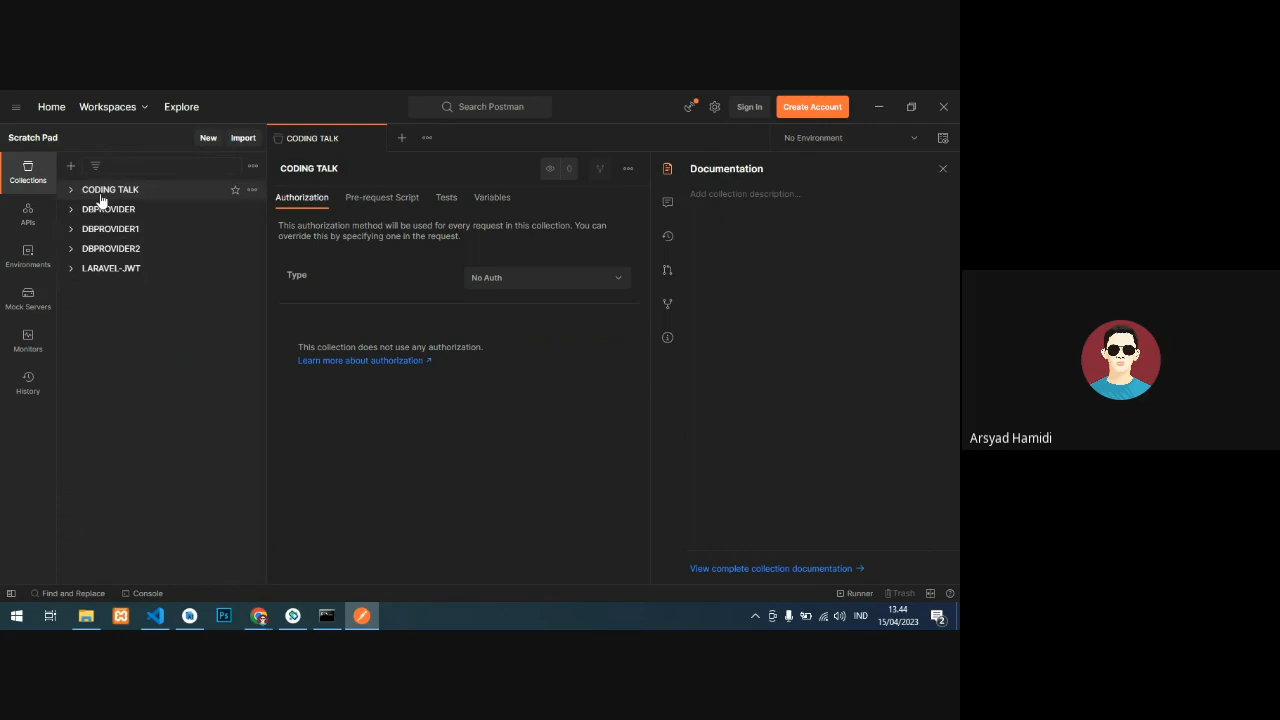 Home
Workspaces
Explore
Search Postman
Sign In
Create Account
Scratch Pad
New
Import
CODING TALK
No Environment
Collections
APIs
Environments
Mock Servers
Monitors
History
CODING TALK
DBPROVIDER
DBPROVIDER1
DBPROVIDER2
LARAVEL-JWT
CODING TALK
0
Authorization
Pre-request Script
Tests
Variables
This authorization method will be used for every request in this collection. You can
override this by specifying one in the request.
Type
No Auth
This collection does not use any authorization.
Learn more about authorization ↗
Documentation
Add collection description...
View complete collection documentation →
Find and Replace
Console
Runner
Trash
Ps
IND
13.44
15/04/2023
2
Arsyad Hamidi